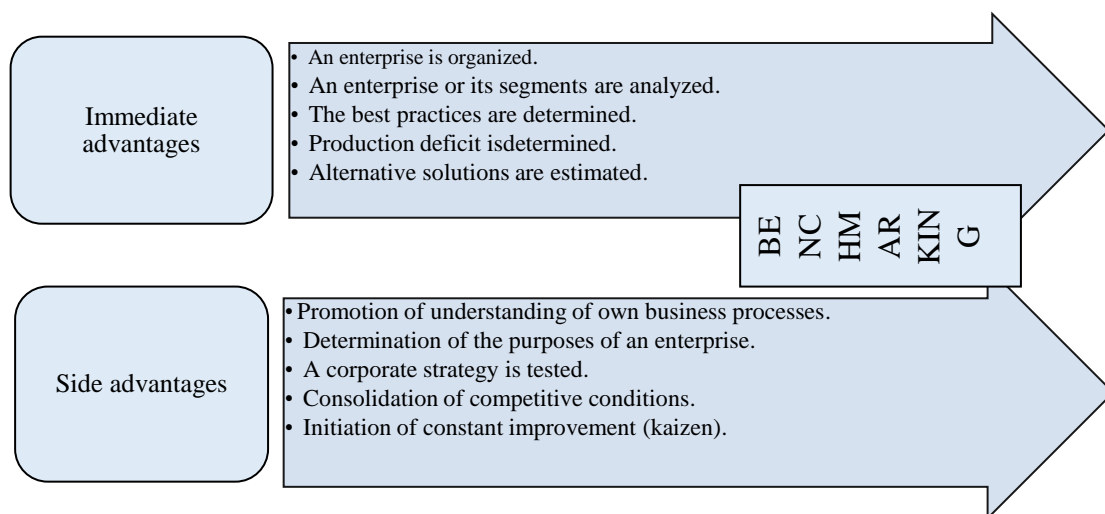 Immediate
advantages
• An enterprise is organized.
• An enterprise or its segments are analyzed.
• The best practices are determined.
• Production deficit isdetermined.
• Alternative solutions are estimated.
BE
NC
HM
AR
KIN
G
Side advantages
• Promotion of understanding of own business processes.
• Determination of the purposes of an enterprise.
• A corporate strategy is tested.
• Consolidation of competitive conditions.
• Initiation of constant improvement (kaizen).